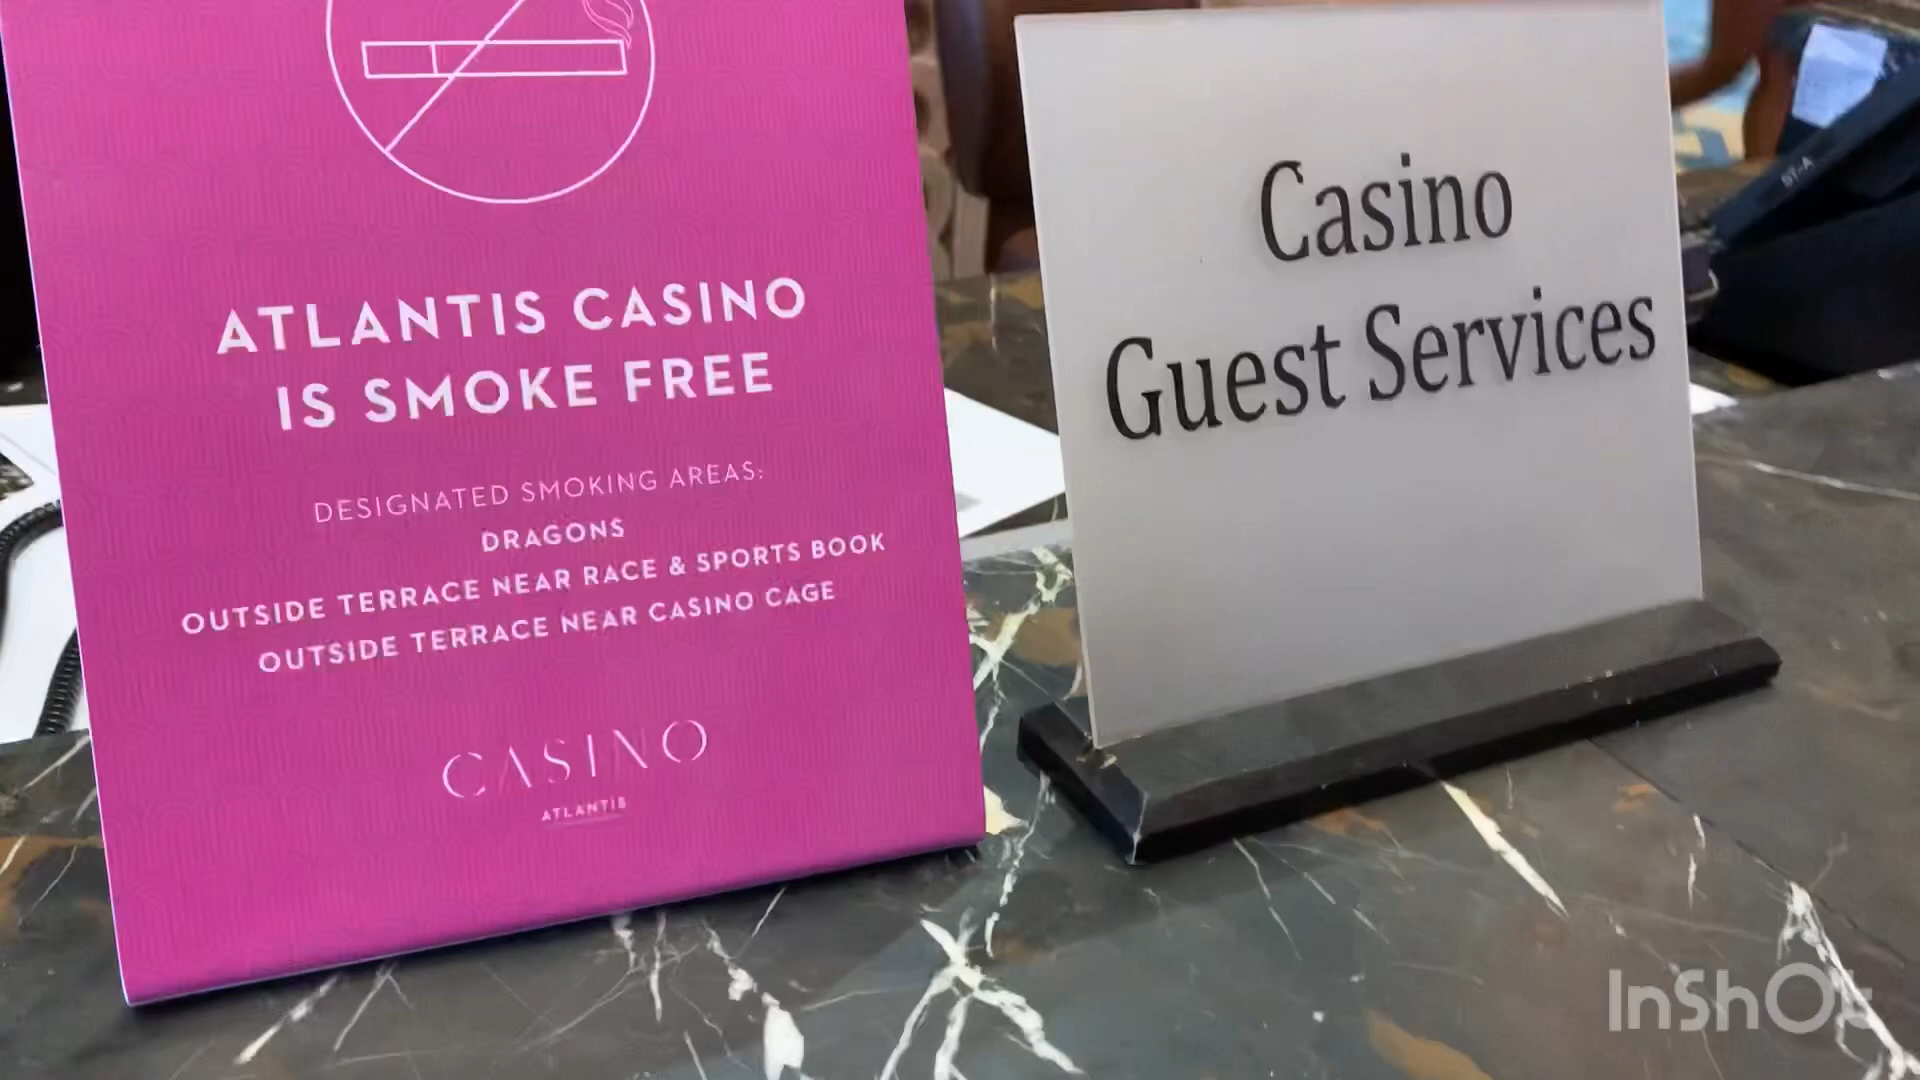 ATLANTIS CASINO
IS SMOKE FREE
DESIGNATED SMOKING AREAS:
DRAGONS
OUTSIDE TERRACE NEAR RACE & SPORTS BOOK
OUTSIDE TERRACE NEAR CASINO CAGE
CASINO
ATLANTIS
Casino
Guest Services
ST-A
InShOt